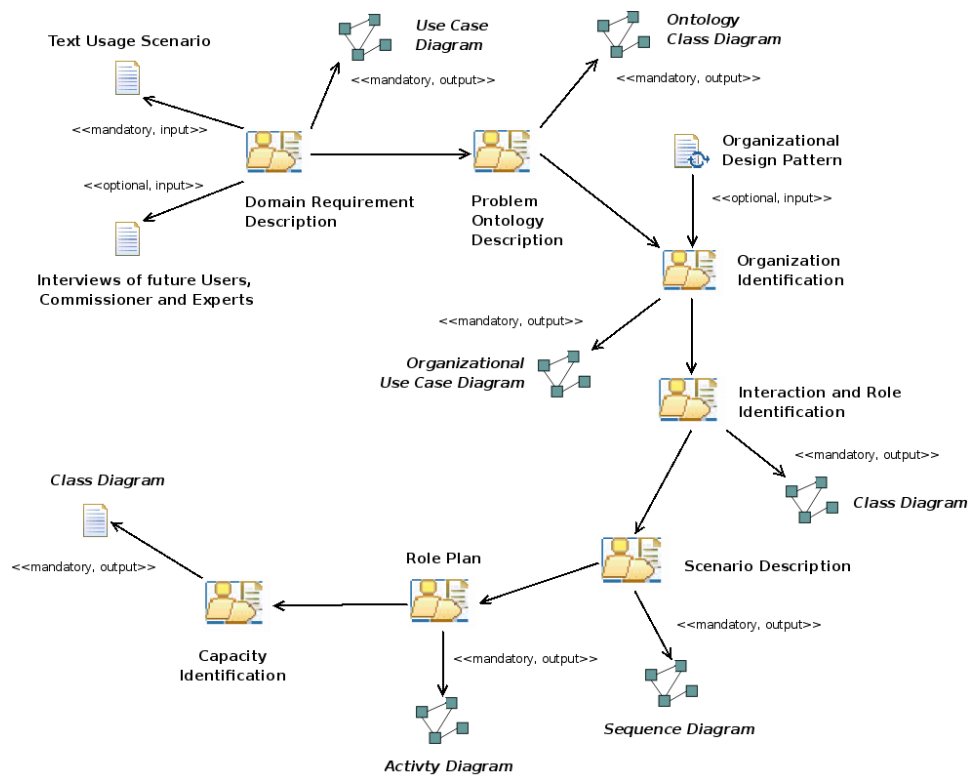 Text Usage Scenario
Use Case
Diagram
Ontology
Class Diagram
<<mandatory, output>>
<<mandatory, output>>
<<mandatory, input>>
Organizational
Design Pattern
<<optional, input>>
<<optional, input>>
Domain Requirement
Description
Problem
Ontology
Description
Interviews of future Users,
Commissioner and Experts
Organization
Identification
<<mandatory, output>>
Organizational
Use Case Diagram
Interaction and Role
Identification
<<mandatory, output>>
Class Diagram
Class Diagram
<<mandatory, output>>
Role Plan
Scenario Description
<<mandatory, output>>
Capacity
Identification
<<mandatory, output>>
Sequence Diagram
Activty Diagram